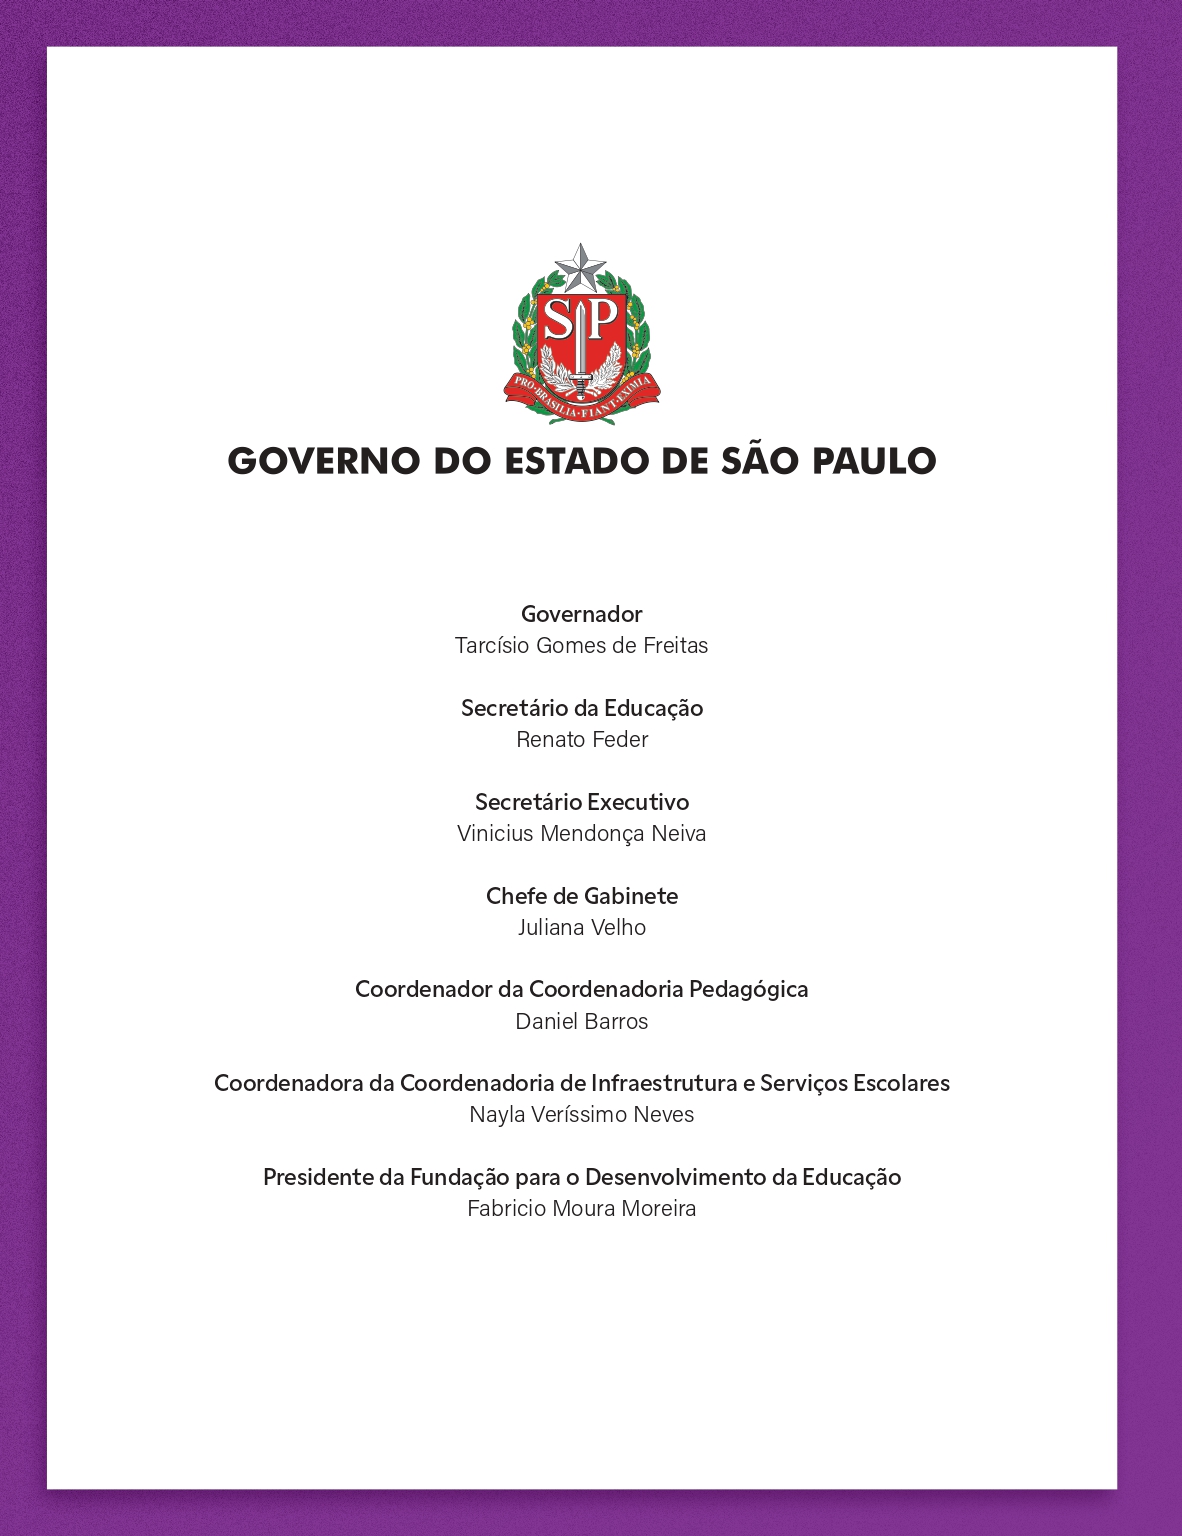 SP
PRO·BRASILIA·FIANT·EXIMIA
GOVERNO DO ESTADO DE SÃO PAULO
Governador
Tarcísio Gomes de Freitas
Secretário da Educação
Renato Feder
Secretário Executivo
Vinicius Mendonça Neiva
Chefe de Gabinete
Juliana Velho
Coordenador da Coordenadoria Pedagógica
Daniel Barros
Coordenadora da Coordenadoria de Infraestrutura e Serviços Escolares
Nayla Veríssimo Neves
Presidente da Fundação para o Desenvolvimento da Educação
Fabricio Moura Moreira